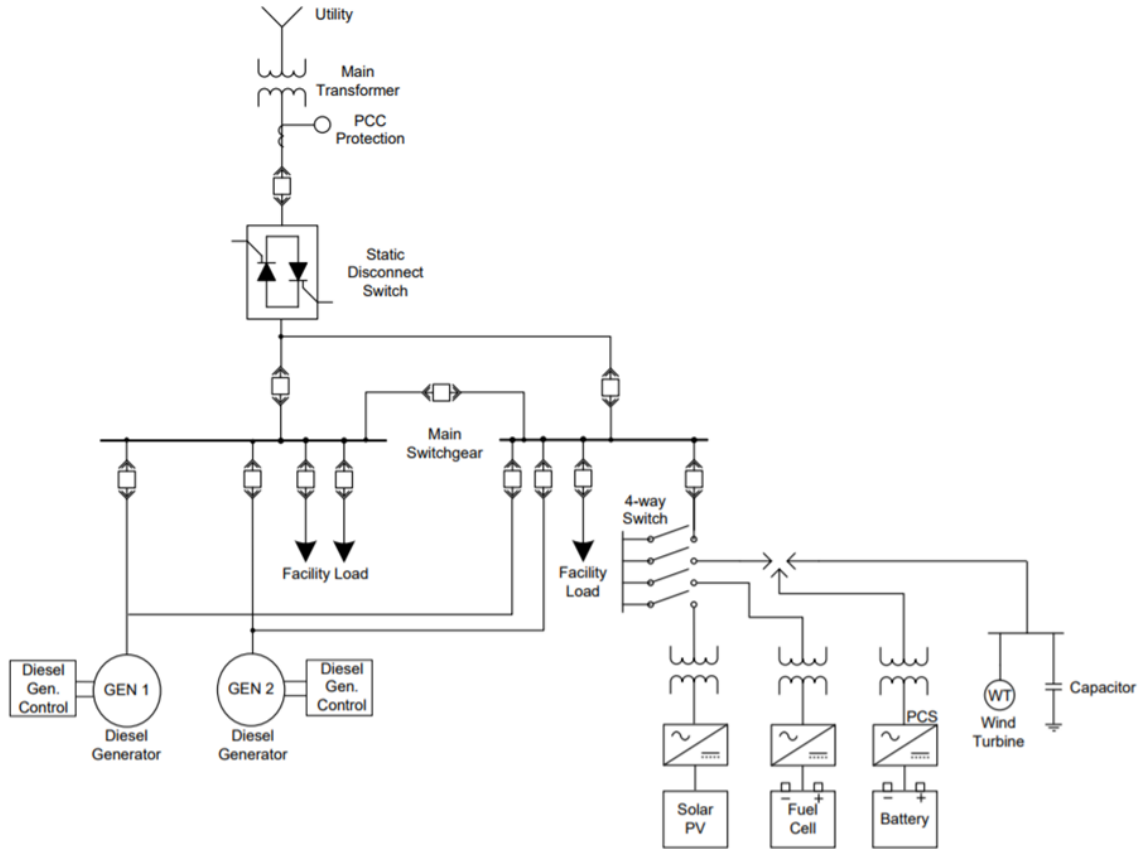 Utility
Main
Transformer
PCC
Protection
Static
Disconnect
Switch
Main
Switchgear
4-way
Switch
Facility Load
Facility
Load
Diesel
Gen.
Control
GEN 1
Diesel
Generator
GEN 2
Diesel
Gen.
Control
Diesel
Generator
WT
Wind
Turbine
Capacitor
PCS
Solar
PV
− +
Fuel
Cell
− +
Battery